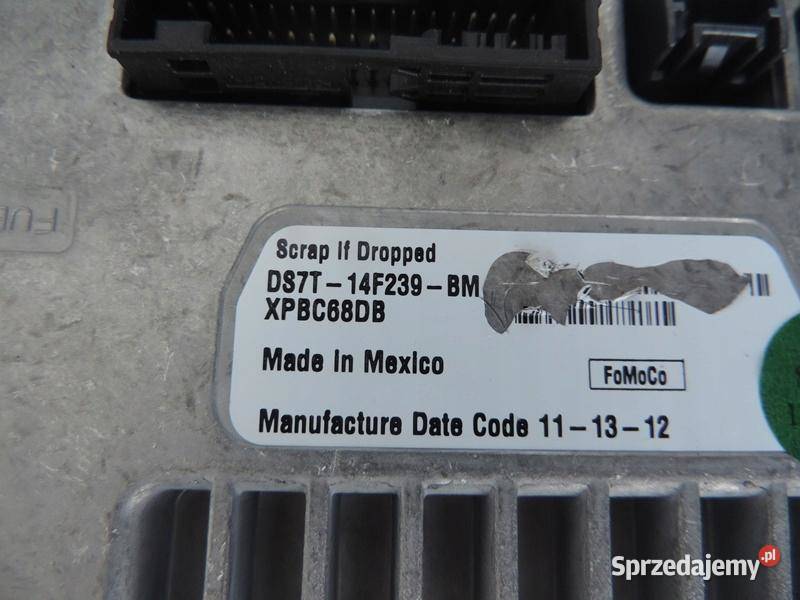 Scrap If Dropped
DS7T-14F239-BM
XPBC68DB
Made In Mexico
FoMoCo
Manufacture Date Code 11-13-12
Sprzedajemy.pl